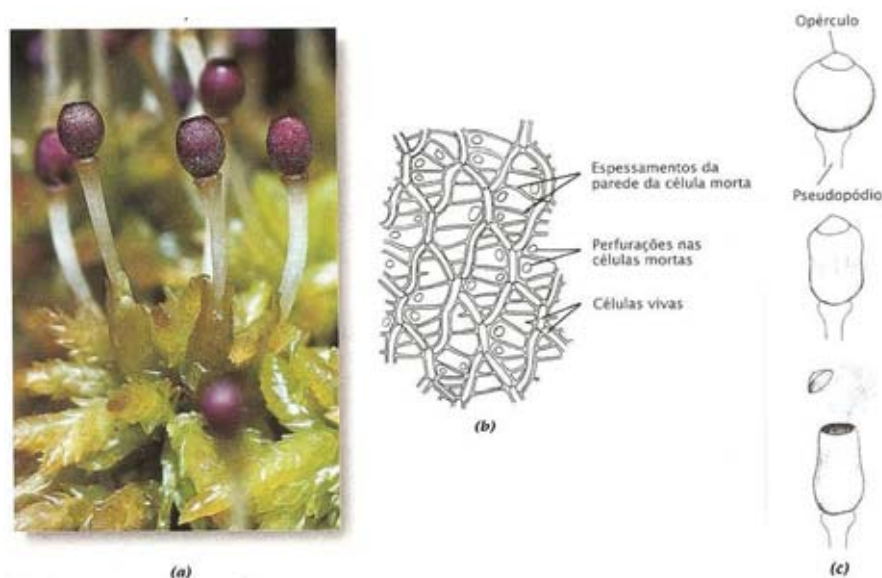 Opérculo
Pseudopódio
Espessamentos da
parede da célula morta
Perfurações nas
células mortas
Células vivas
(b)
(a)
(c)